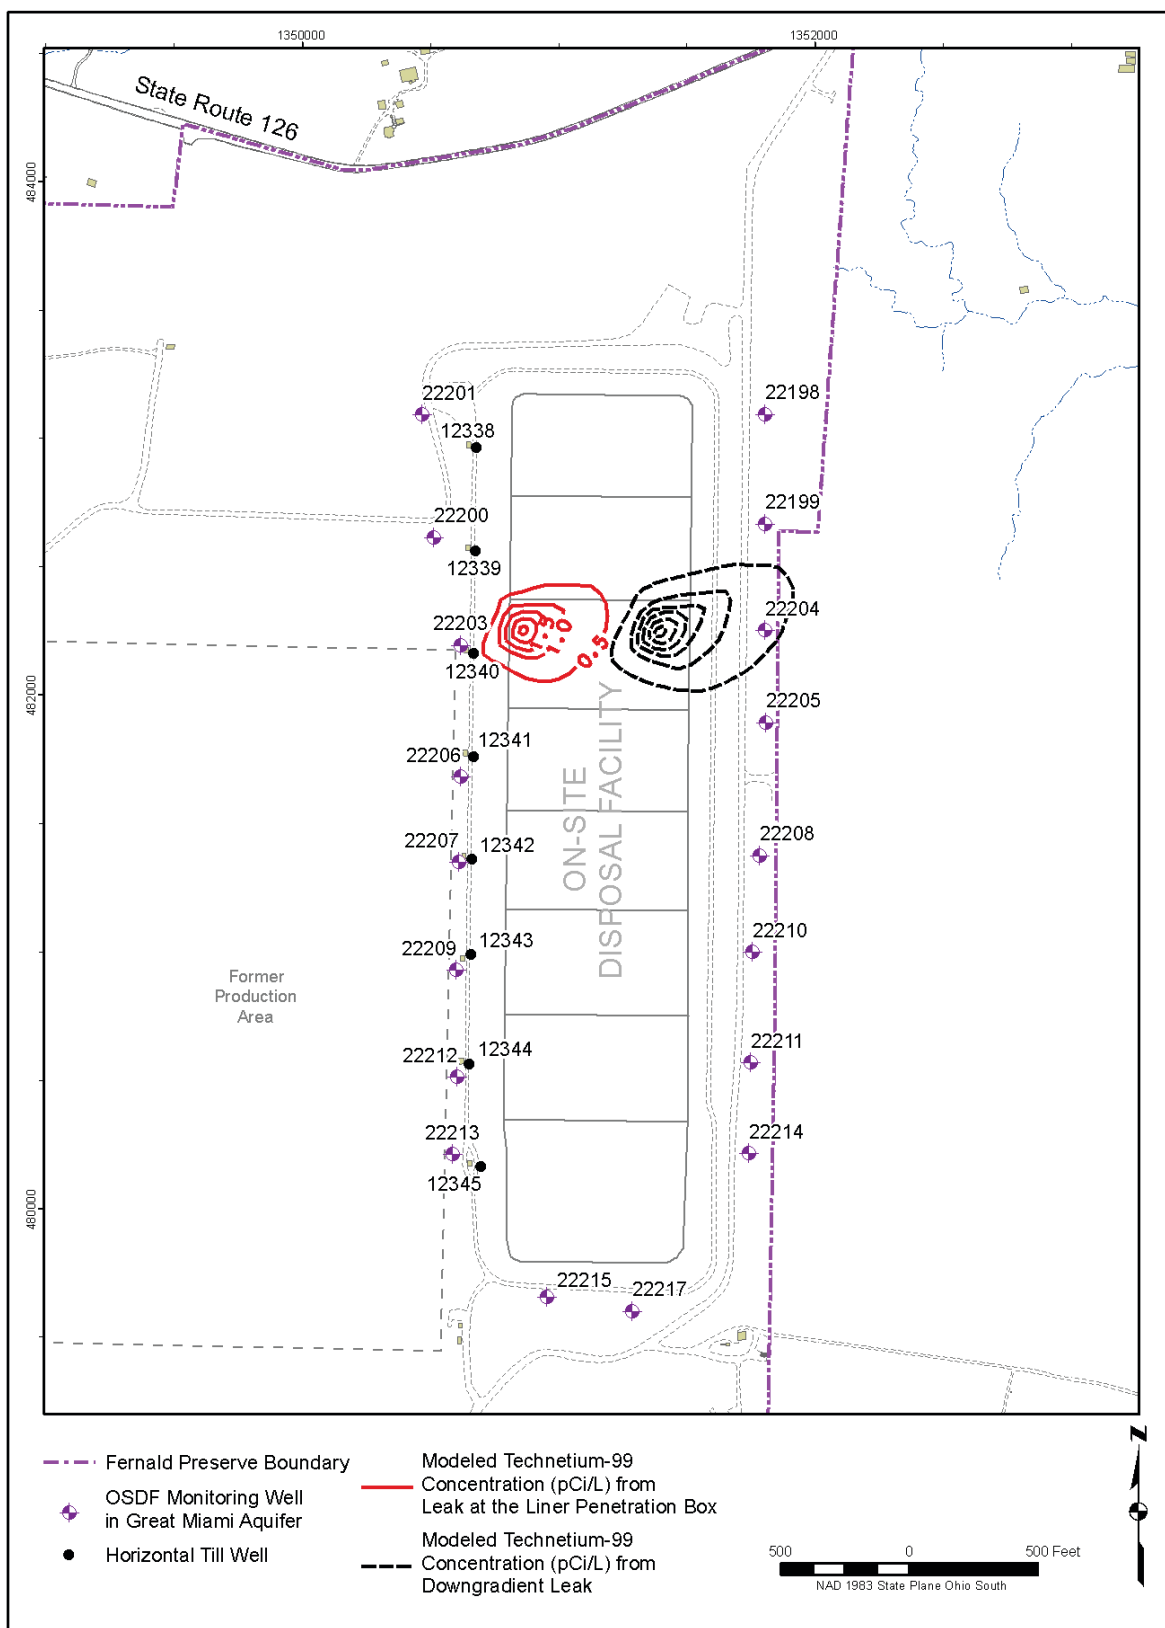 1350000
1352000
State Route 126
484000
22201
22198
12338
22199
22200
12339
22204
22203
1.0
0.5
12340
482000
22205
12341
22206
ON-SITE
DISPOSAL FACILITY
22208
22207
12342
22210
22209
12343
Former
Production
Area
22211
22212
12344
22213
22214
12345
480000
22215
22217
Fernald Preserve Boundary
OSDF Monitoring Well
in Great Miami Aquifer
Horizontal Till Well
Modeled Technetium-99
Concentration (pCi/L) from
Leak at the Liner Penetration Box
Modeled Technetium-99
Concentration (pCi/L) from
Downgradient Leak
N
500 0 500 Feet
NAD 1983 State Plane Ohio South